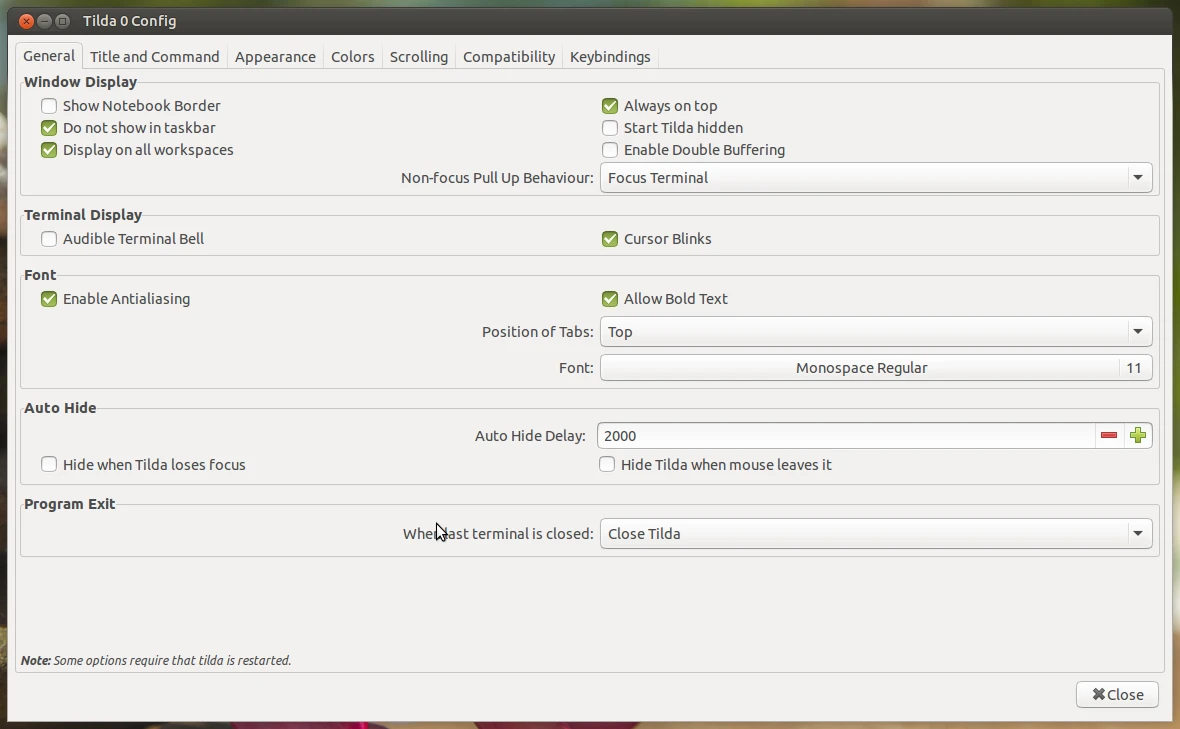 Tilda 0 Config
General Title and Command Appearance Colors Scrolling Compatibility Keybindings
Window Display
Show Notebook Border Always on top
Do not show in taskbar Start Tilda hidden
Display on all workspaces Enable Double Buffering
Non-focus Pull Up Behaviour: Focus Terminal
Terminal Display
Audible Terminal Bell Cursor Blinks
Font
Enable Antialiasing Allow Bold Text
Position of Tabs: Top
Font: Monospace Regular 11
Auto Hide
Auto Hide Delay: 2000
Hide when Tilda loses focus Hide Tilda when mouse leaves it
Program Exit
When last terminal is closed: Close Tilda
Note: Some options require that tilda is restarted.
Close